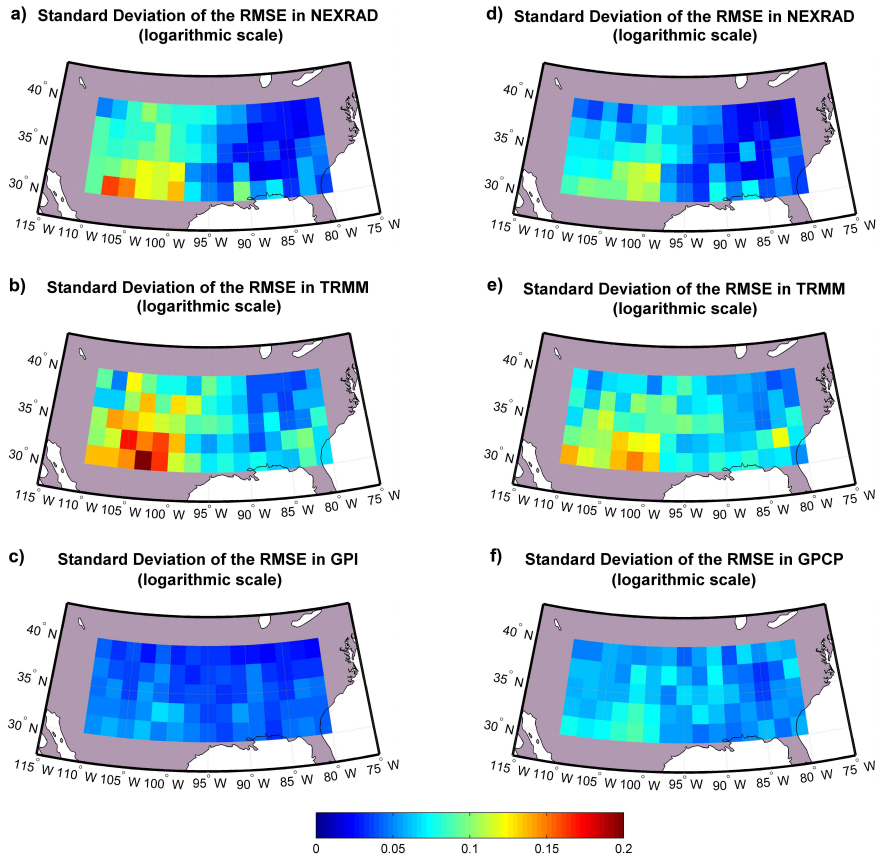 a) Standard Deviation of the RMSE in NEXRAD
(logarithmic scale)
40° N
35° N
30° N
115° W 110° W 105° W 100° W 95° W 90° W 85° W 80° W 75° W
d) Standard Deviation of the RMSE in NEXRAD
(logarithmic scale)
40° N
35° N
30° N
115° W 110° W 105° W 100° W 95° W 90° W 85° W 80° W 75° W
b) Standard Deviation of the RMSE in TRMM
(logarithmic scale)
40° N
35° N
30° N
115° W 110° W 105° W 100° W 95° W 90° W 85° W 80° W 75° W
e) Standard Deviation of the RMSE in TRMM
(logarithmic scale)
40° N
35° N
30° N
115° W 110° W 105° W 100° W 95° W 90° W 85° W 80° W 75° W
c) Standard Deviation of the RMSE in GPI
(logarithmic scale)
40° N
35° N
30° N
115° W 110° W 105° W 100° W 95° W 90° W 85° W 80° W 75° W
f) Standard Deviation of the RMSE in GPCP
(logarithmic scale)
40° N
35° N
30° N
115° W 110° W 105° W 100° W 95° W 90° W 85° W 80° W 75° W
0 0.05 0.1 0.15 0.2